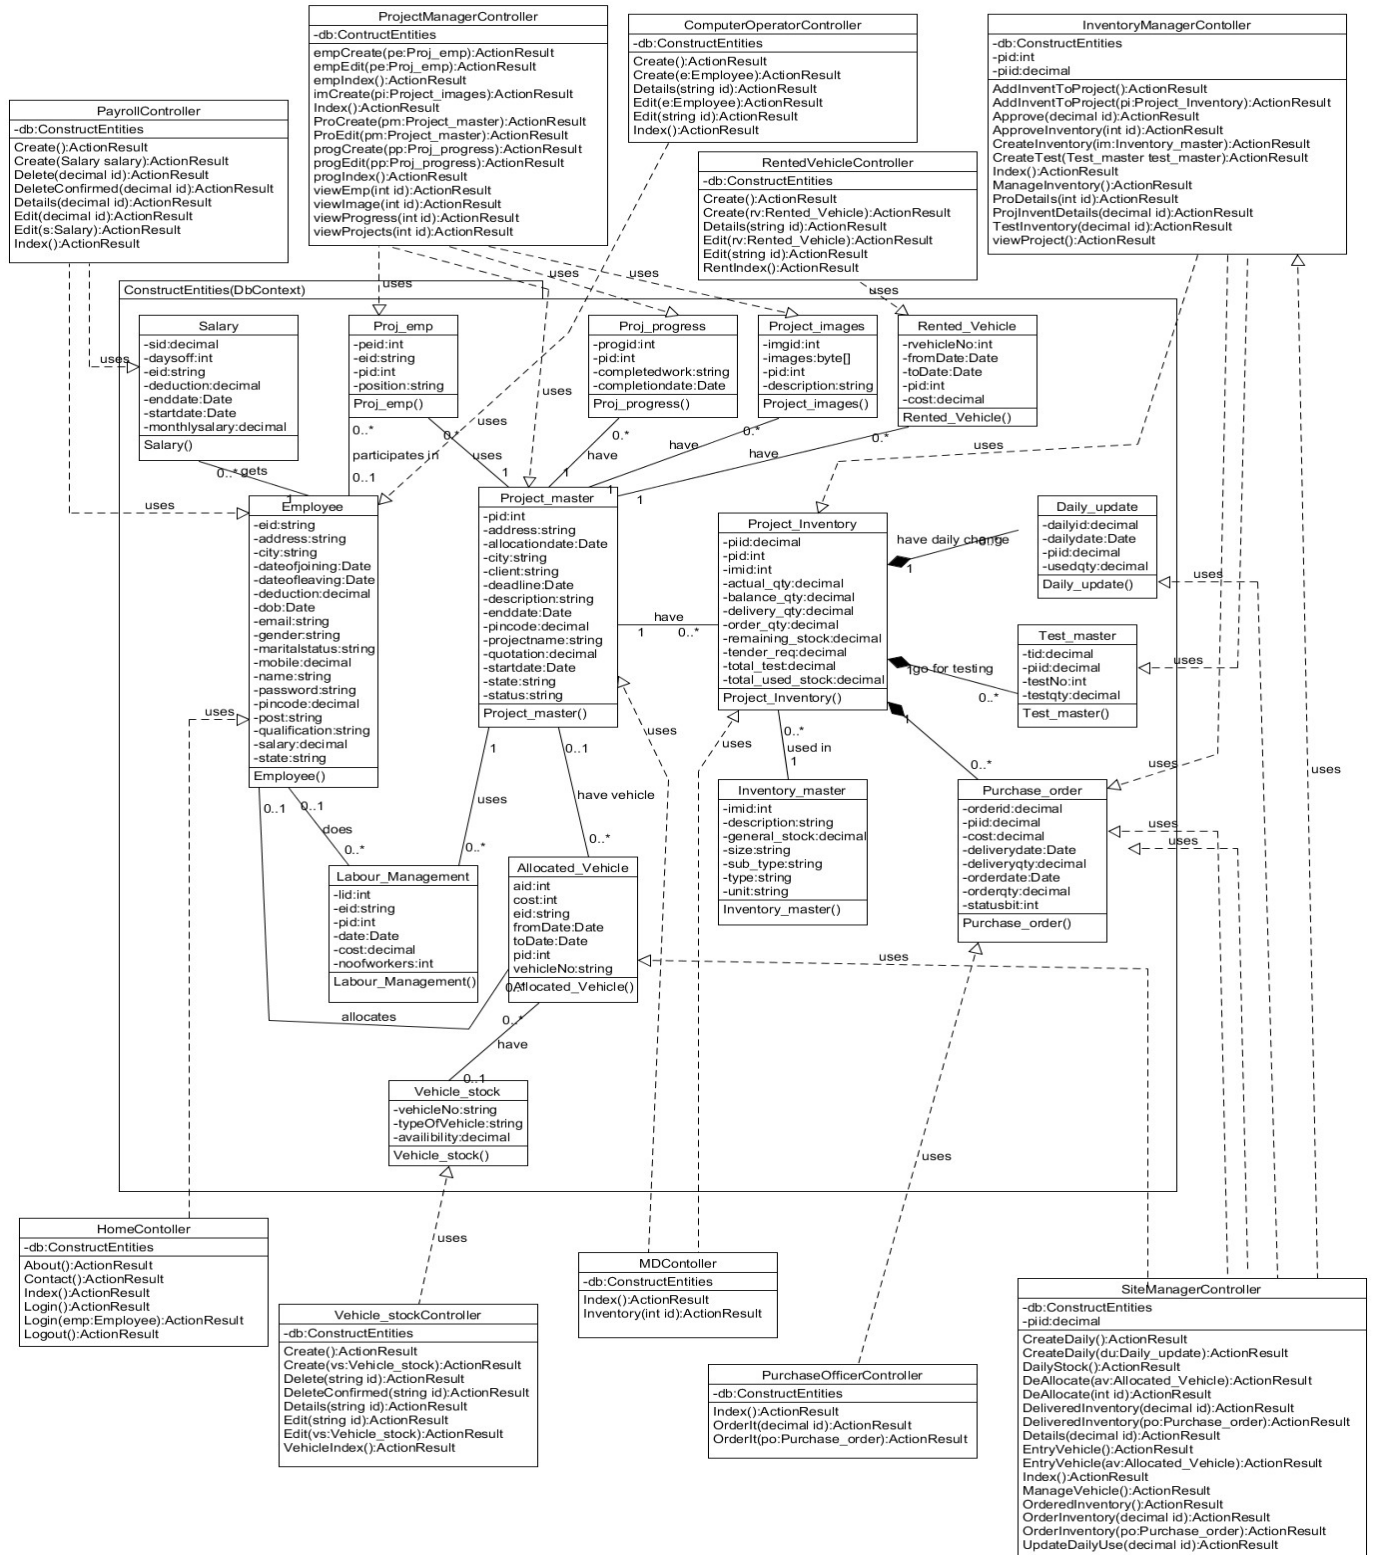 ProjectManagerController
-db:ContructEntities
empCreate(pe:Proj_emp):ActionResult
empEdit(pe:Proj_emp):ActionResult
empIndex():ActionResult
imCreate(pi:Project_images):ActionResult
Index():ActionResult
ProCreate(pm:Project_master):ActionResult
ProEdit(pm:Project_master):ActionResult
progCreate(pp:Proj_progress):ActionResult
progEdit(pp:Proj_progress):ActionResult
progIndex():ActionResult
viewEmp(int id):ActionResult
viewImage(int id):ActionResult
viewProgress(int id):ActionResult
viewProjects(int id):ActionResult
ComputerOperatorController
-db:ConstructEntities
Create():ActionResult
Create(e:Employee):ActionResult
Details(string id):ActionResult
Edit(e:Employee):ActionResult
Edit(string id):ActionResult
Index():ActionResult
InventoryManagerContoller
-db:ConstructEntities
-pid:int
-piid:decimal
AddInventToProject():ActionResult
AddInventToProject(pi:Project_Inventory):ActionResult
Approve(decimal id):ActionResult
ApproveInventory(int id):ActionResult
CreateInventory(im:Inventory_master):ActionResult
CreateTest(Test_master test_master):ActionResult
Index():ActionResult
ManageInventory():ActionResult
ProDetails(int id):ActionResult
ProjInventDetails(decimal id):ActionResult
TestInventory(decimal id):ActionResult
viewProject():ActionResult
PayrollController
-db:ConstructEntities
Create():ActionResult
Create(Salary salary):ActionResult
Delete(decimal id):ActionResult
DeleteConfirmed(decimal id):ActionResult
Details(decimal id):ActionResult
Edit(decimal id):ActionResult
Edit(s:Salary):ActionResult
Index():ActionResult
RentedVehicleController
-db:ConstructEntities
Create():ActionResult
Create(rv:Rented_Vehicle):ActionResult
Details(string id):ActionResult
Edit(rv:Rented_Vehicle):ActionResult
Edit(string id):ActionResult
RentIndex():ActionResult
uses
uses
uses
uses
ConstructEntities(DbContext)
Salary
-sid:decimal
-daysoff:int
-eid:string
-deduction:decimal
-enddate:Date
-startdate:Date
-monthlysalary:decimal
Salary()
uses
Proj_emp
-peid:int
-eid:string
-pid:int
-position:string
Proj_emp()
Proj_progress
-progid:int
-pid:int
-completedwork:string
-completiondate:Date
Proj_progress()
Project_images
-imgid:int
-images:byte[]
-pid:int
-description:string
Project_images()
Rented_Vehicle
-rvehicleNo:int
-fromDate:Date
-toDate:Date
-pid:int
-cost:decimal
Rented_Vehicle()
uses
uses
0..*
participates in
0..1
0..*
uses
1
0..*
have
1
0..*
have
1
0..*
have
1
uses
0..*
gets
1
uses
Employee
-eid:string
-address:string
-city:string
-dateofjoining:Date
-dateofleaving:Date
-deduction:decimal
-dob:Date
-email:string
-gender:string
-maritalstatus:string
-mobile:decimal
-name:string
-password:string
-pincode:decimal
-post:string
-qualification:string
-salary:decimal
-state:string
Employee()
uses
Project_master
-pid:int
-address:string
-allocationdate:Date
-city:string
-client:string
-deadline:Date
-description:string
-enddate:Date
-pincode:decimal
-projectname:string
-quotation:decimal
-startdate:Date
-state:string
-status:string
Project_master()
have
1
0..*
1
uses
Project_Inventory
-piid:decimal
-pid:int
-imid:int
-actual_qty:decimal
-balance_qty:decimal
-delivery_qty:decimal
-order_qty:decimal
-remaining_stock:decimal
-tender_req:decimal
-total_test:decimal
-total_used_stock:decimal
Project_Inventory()
have daily change
0..*
1
Daily_update
-dailyid:decimal
-dailydate:Date
-piid:decimal
-usedqty:decimal
Daily_update()
uses
1
go for testing
0..*
Test_master
-tid:decimal
-piid:decimal
-testNo:int
-testqty:decimal
Test_master()
uses
1
0..*
uses
0..*
used in
1
uses
Inventory_master
-imid:int
-description:string
-general_stock:decimal
-size:string
-sub_type:string
-type:string
-unit:string
Inventory_master()
Purchase_order
-orderid:decimal
-piid:decimal
-cost:decimal
-deliverydate:Date
-deliveryqty:decimal
-orderdate:Date
-orderqty:decimal
-statusbit:int
Purchase_order()
uses
uses
uses
uses
0..1
0..1
does
0..*
1
uses
0..*
0..1
have vehicle
0..*
Labour_Management
-lid:int
-eid:string
-pid:int
-date:Date
-cost:decimal
-noofworkers:int
Labour_Management()
Allocated_Vehicle
aid:int
cost:int
eid:string
fromDate:Date
toDate:Date
pid:int
vehicleNo:string
Allocated_Vehicle()
0..*
allocates
0..*
have
0..1
Vehicle_stock
-vehicleNo:string
-typeOfVehicle:string
-availibility:decimal
Vehicle_stock()
uses
uses
HomeContoller
-db:ConstructEntities
About():ActionResult
Contact():ActionResult
Index():ActionResult
Login():ActionResult
Login(emp:Employee):ActionResult
Logout():ActionResult
Vehicle_stockController
-db:ConstructEntities
Create():ActionResult
Create(vs:Vehicle_stock):ActionResult
Delete(string id):ActionResult
DeleteConfirmed(string id):ActionResult
Details(string id):ActionResult
Edit(string id):ActionResult
Edit(vs:Vehicle_stock):ActionResult
VehicleIndex():ActionResult
MDContoller
-db:ConstructEntities
Index():ActionResult
Inventory(int id):ActionResult
PurchaseOfficerController
-db:ConstructEntities
Index():ActionResult
OrderIt(decimal id):ActionResult
OrderIt(po:Purchase_order):ActionResult
SiteManagerController
-db:ConstructEntities
-piid:decimal
CreateDaily():ActionResult
CreateDaily(du:Daily_update):ActionResult
DailyStock():ActionResult
DeAllocate(av:Allocated_Vehicle):ActionResult
DeAllocate(int id):ActionResult
DeliveredInventory(decimal id):ActionResult
DeliveredInventory(po:Purchase_order):ActionResult
Details(decimal id):ActionResult
EntryVehicle():ActionResult
EntryVehicle(av:Allocated_Vehicle):ActionResult
Index():ActionResult
ManageVehicle():ActionResult
OrderedInventory():ActionResult
OrderInventory(decimal id):ActionResult
OrderInventory(po:Purchase_order):ActionResult
UpdateDailyUse(decimal id):ActionResult